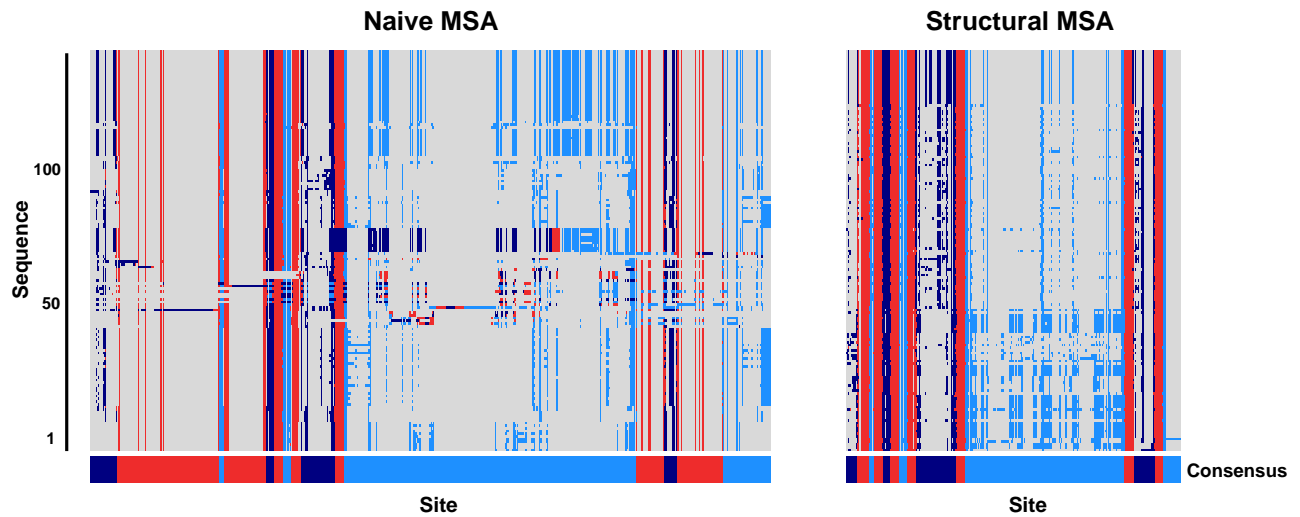 Naive MSA
Structural MSA
Sequence
100
50
1
Consensus
Site
Site